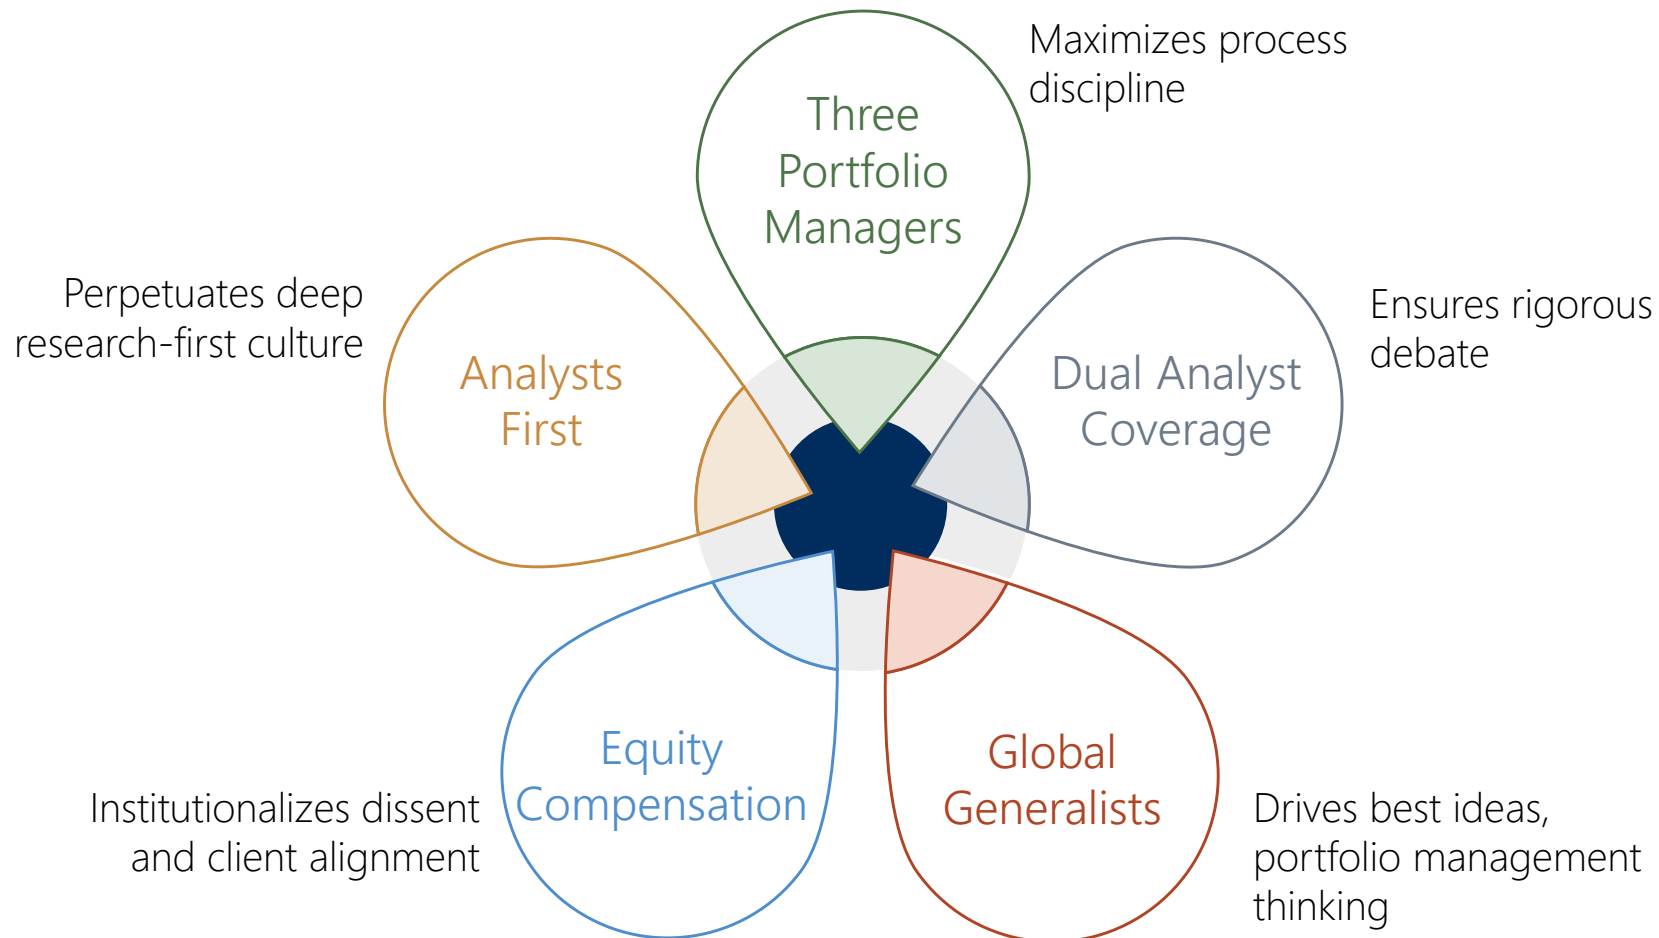 Three
Portfolio
Managers
Maximizes process
discipline
Dual Analyst
Coverage
Ensures rigorous
debate
Global
Generalists
Drives best ideas,
portfolio management
thinking
Equity
Compensation
Institutionalizes dissent
and client alignment
Analysts
First
Perpetuates deep
research-first culture